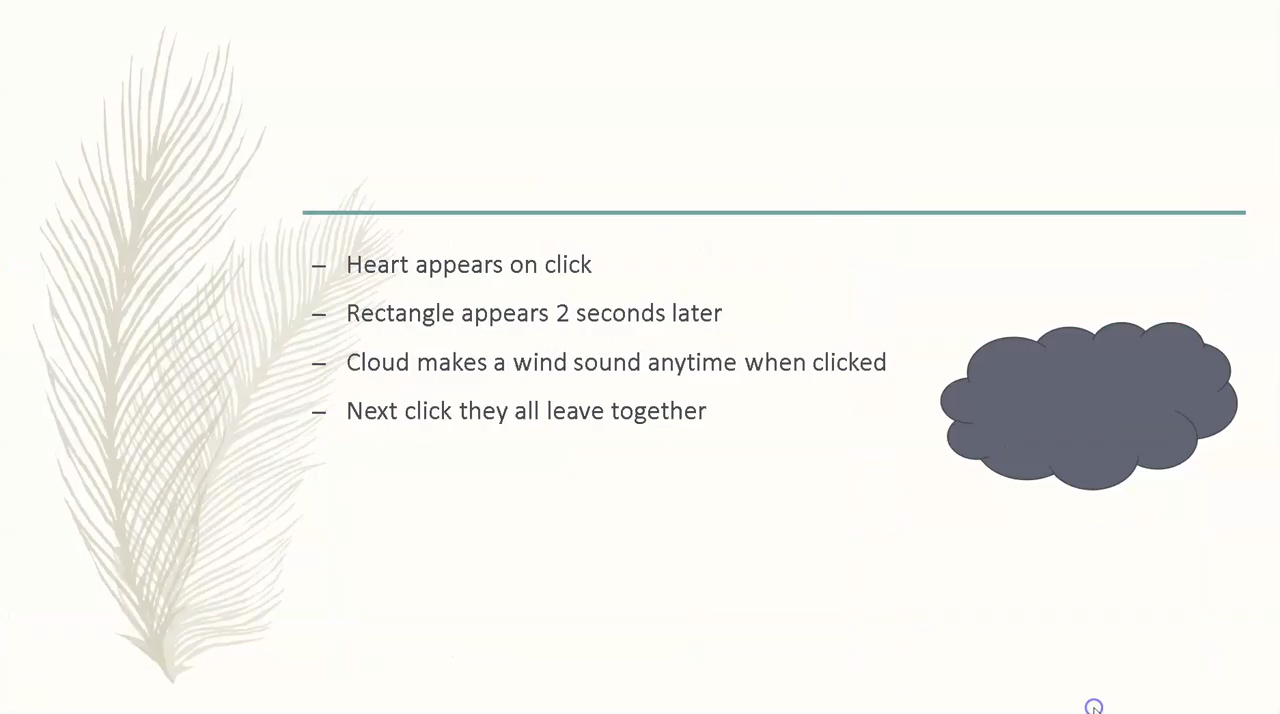 – Heart appears on click
– Rectangle appears 2 seconds later
– Cloud makes a wind sound anytime when clicked
– Next click they all leave together